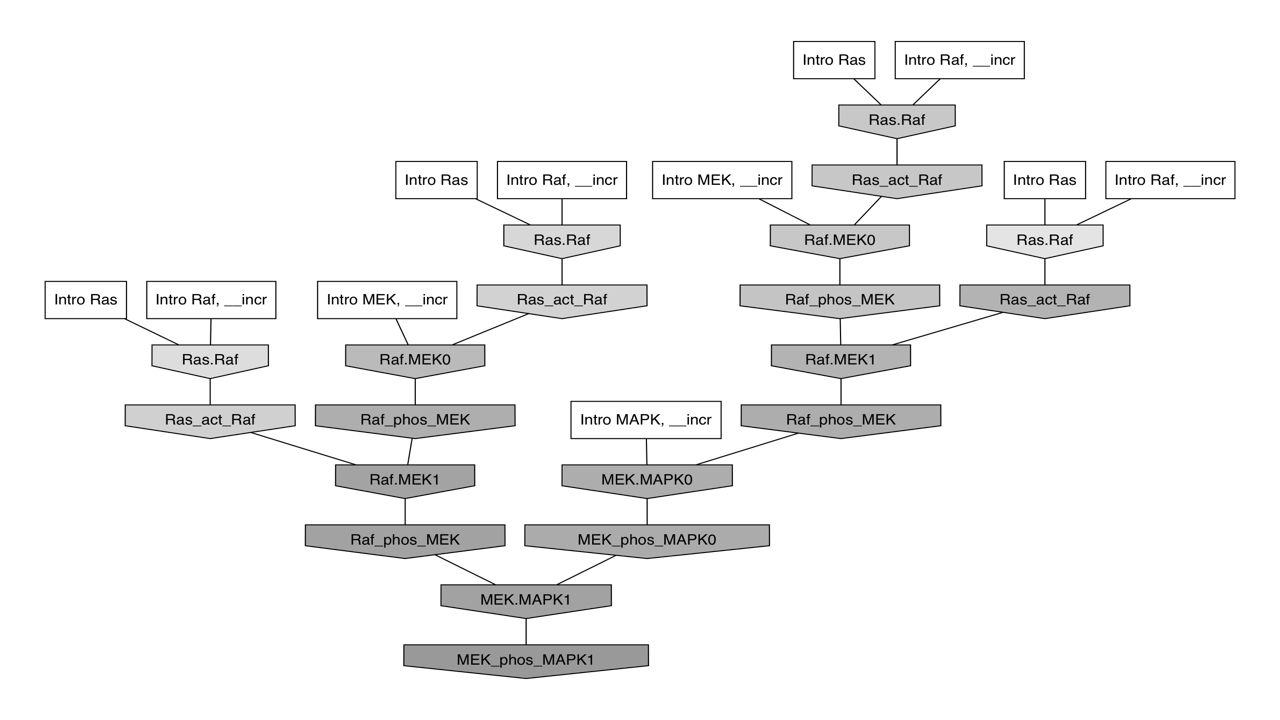 Intro Ras
Intro Raf, __incr
Ras.Raf
Intro Ras
Intro Raf, __incr
Intro MEK, __incr
Ras_act_Raf
Intro Ras
Intro Raf, __incr
Ras.Raf
Raf.MEK0
Ras.Raf
Intro Ras
Intro Raf, __incr
Intro MEK, __incr
Ras_act_Raf
Raf_phos_MEK
Ras_act_Raf
Ras.Raf
Raf.MEK0
Raf.MEK1
Ras_act_Raf
Raf_phos_MEK
Intro MAPK, __incr
Raf_phos_MEK
Raf.MEK1
MEK.MAPK0
Raf_phos_MEK
MEK_phos_MAPK0
MEK.MAPK1
MEK_phos_MAPK1